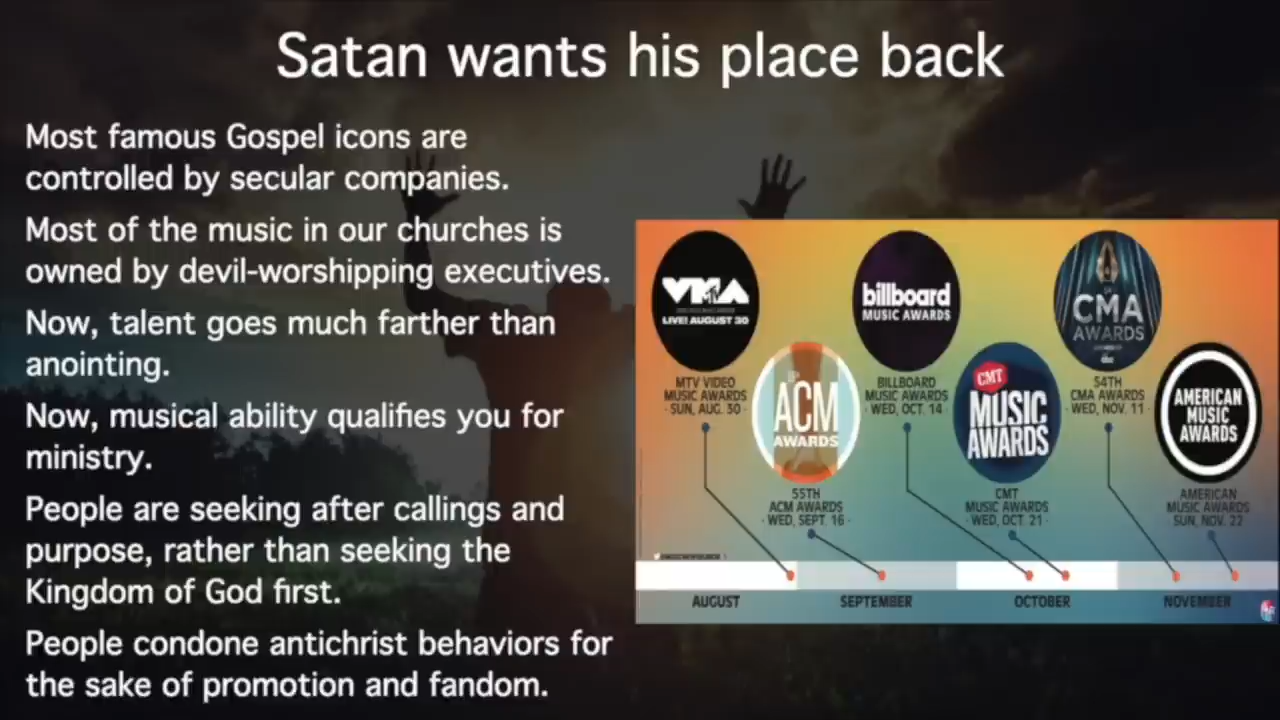 Satan wants his place back
Most famous Gospel icons are
controlled by secular companies.
Most of the music in our churches is
owned by devil-worshipping executives.
Now, talent goes much farther than
anointing.
Now, musical ability qualifies you for
ministry.
People are seeking after callings and
purpose, rather than seeking the
Kingdom of God first.
People condone antichrist behaviors for
the sake of promotion and fandom.
VMA
LIVE! AUGUST 30
MTV VIDEO
MUSIC AWARDS
· SUN, AUG. 30 ·
ACM
AWARDS
55TH
ACM AWARDS
· WED, SEPT. 16 ·
billboard
MUSIC AWARDS
BILLBOARD
MUSIC AWARDS
· WED, OCT. 14 ·
CMT
MUSIC
AWARDS
CMT
MUSIC AWARDS
· WED, OCT. 21 ·
CMA
AWARDS
abc
54TH
CMA AWARDS
· WED, NOV. 11 ·
AMERICAN
MUSIC
AWARDS
AMERICAN
MUSIC AWARDS
SUN, NOV. 22
AUGUST
SEPTEMBER
OCTOBER
NOVEMBER